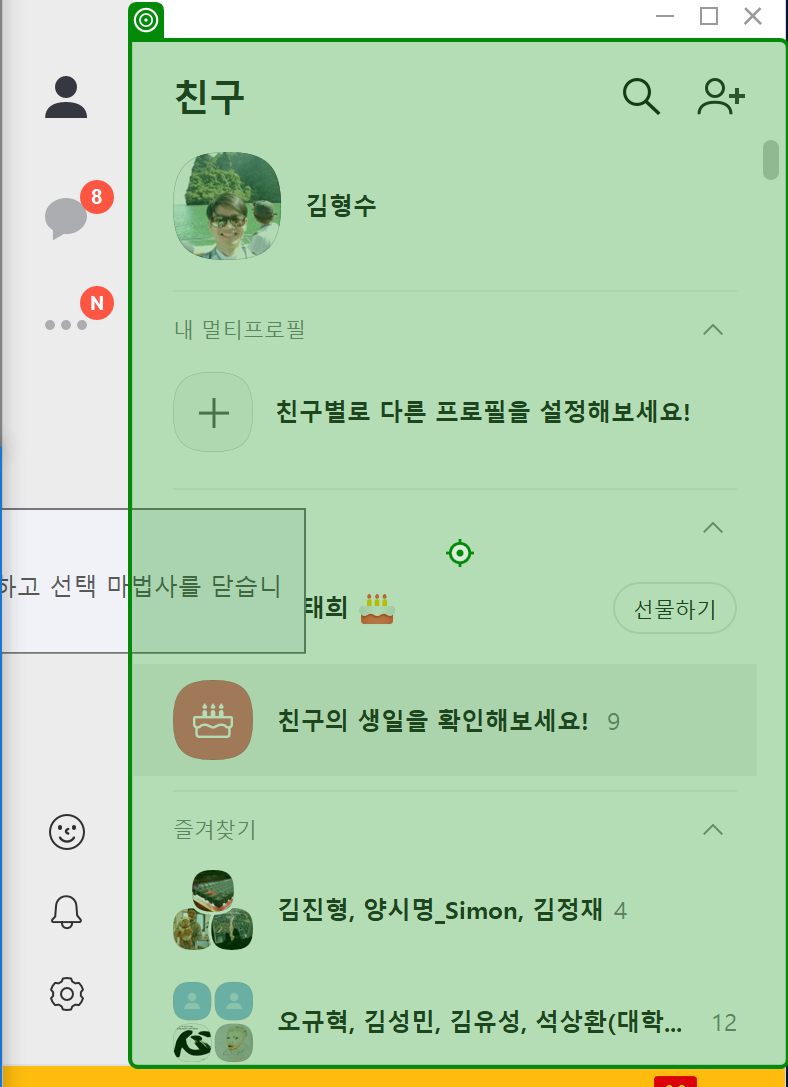 친구
8
김형수
N
내 멀티프로필
친구별로 다른 프로필을 설정해보세요!
하고 선택 마법사를 닫습니
태희
선물하기
친구의 생일을 확인해보세요! 9
즐겨찾기
김진형, 양시명_Simon, 김정재 4
오규혁, 김성민, 김유성, 석상환(대학... 12